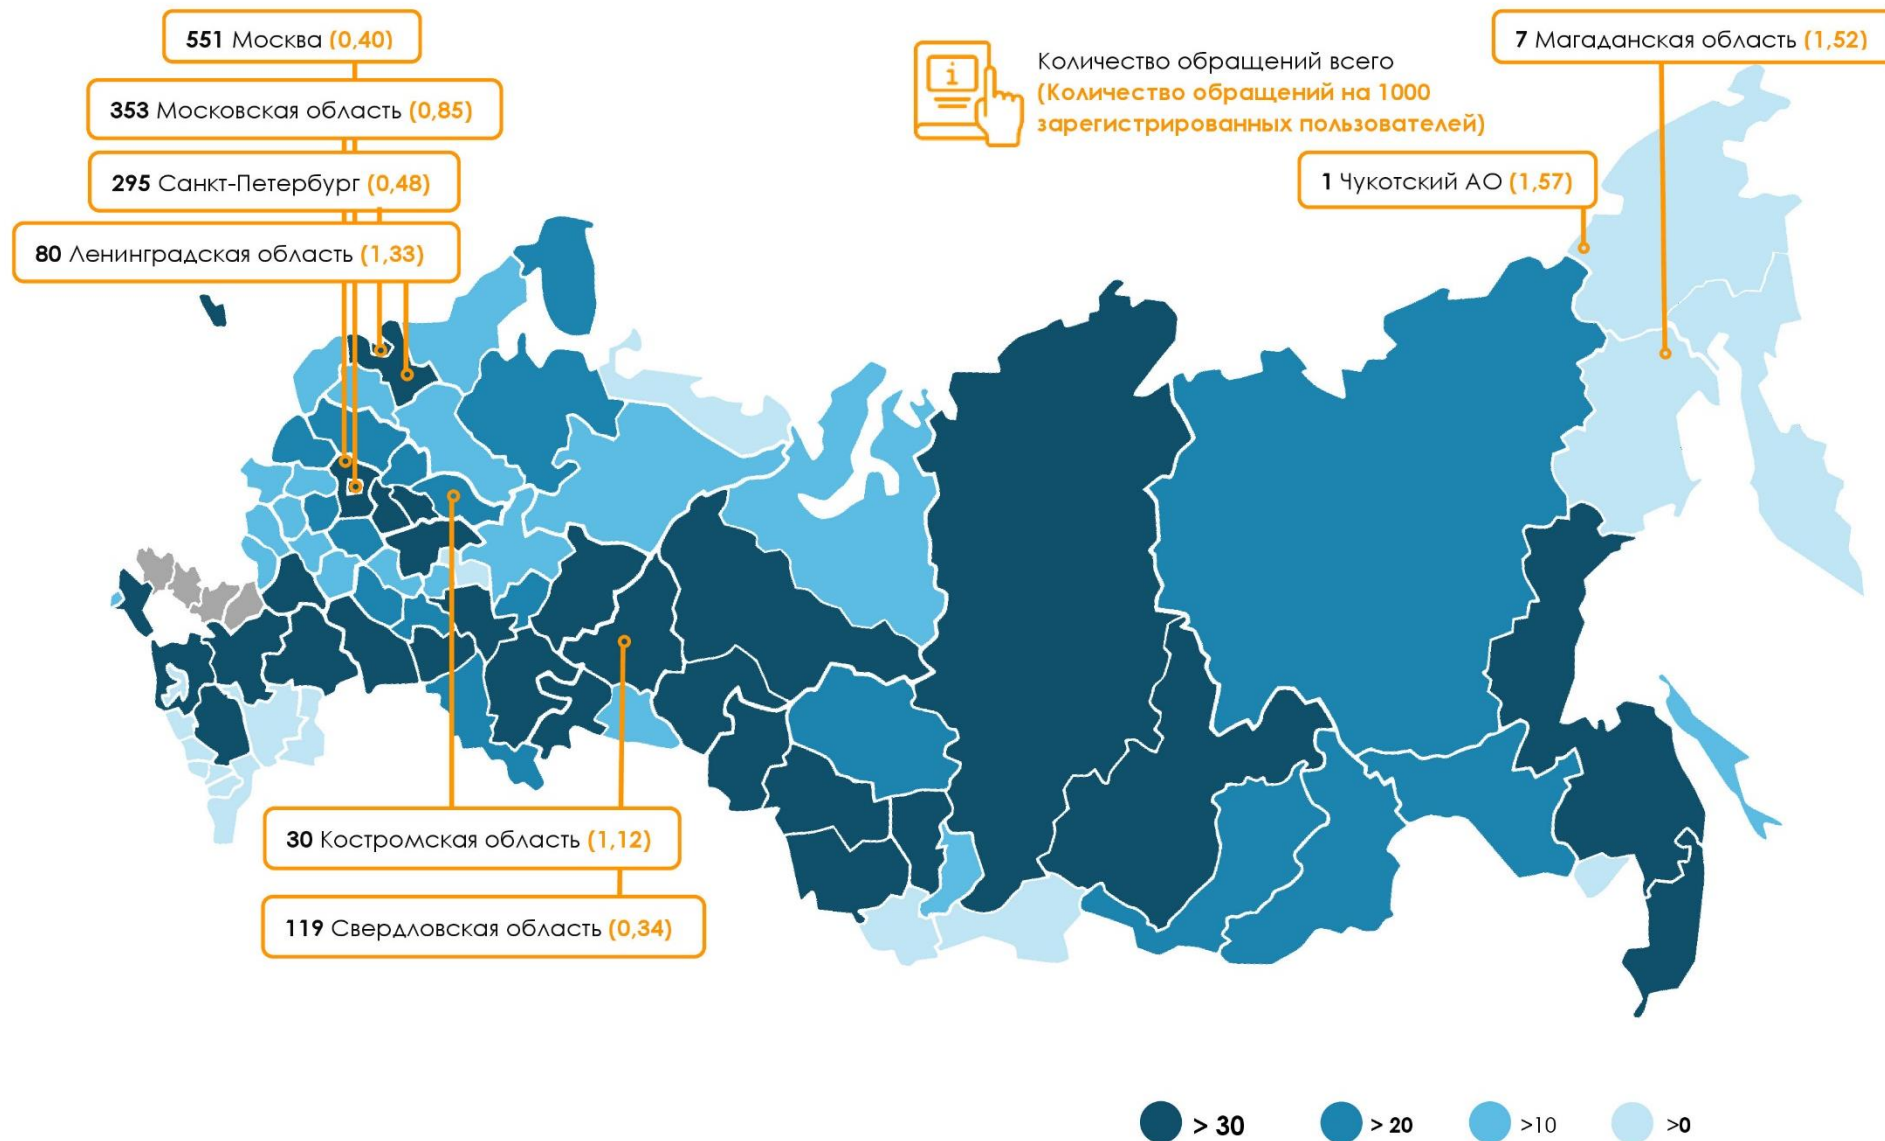 551 Москва (0,40)
353 Московская область (0,85)
295 Санкт-Петербург (0,48)
80 Ленинградская область (1,33)
i
Количество обращений всего
(Количество обращений на 1000
зарегистрированных пользователей)
7 Магаданская область (1,52)
1 Чукотский АО (1,57)
30 Костромская область (1,12)
119 Свердловская область (0,34)
> 30
> 20
>10
>0